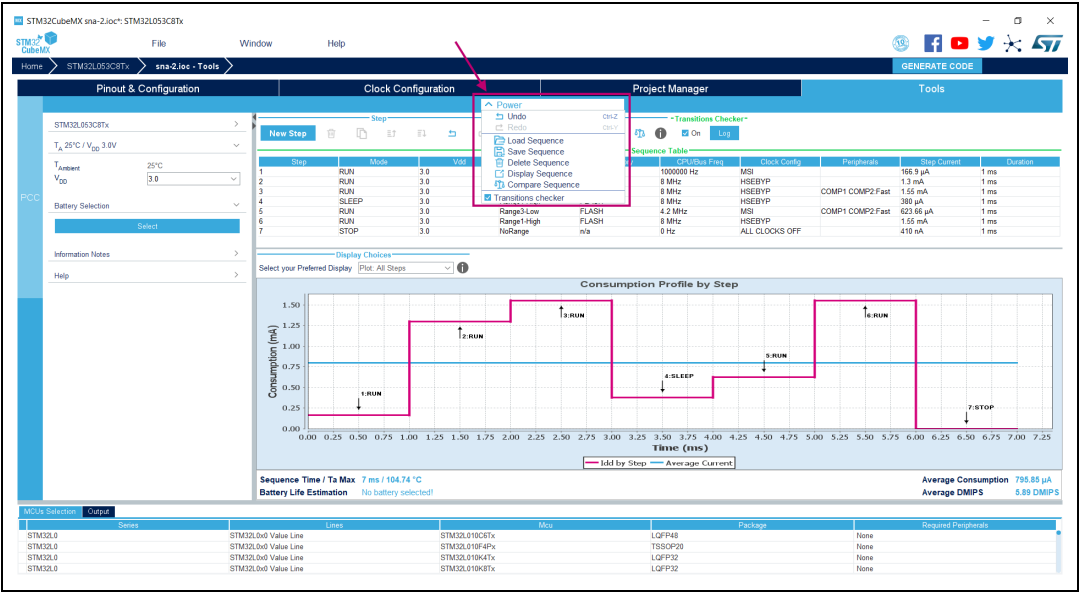 STM32CubeMX sna-2.ioc*: STM32L053C8Tx
STM32
CubeMX
File Window Help
10
Home STM32L053C8Tx sna-2.ioc - Tools GENERATE CODE
Pinout & Configuration Clock Configuration Project Manager Tools
Power
Undo Ctrl-Z
Redo Ctrl-Y
Load Sequence
Save Sequence
Delete Sequence
Display Sequence
Compare Sequence
Transitions checker
PCC
STM32L053C8Tx
TA 25°C / VDD 3.0V
TAmbient 25°C
VDD 3.0
Battery Selection
Select
Information Notes
Help
Step
New Step
Transitions Checker
On Log
Sequence Table
Step Mode Vdd CPU/Bus Freq Clock Config Peripherals Step Current Duration
1 RUN 3.0 1000000 Hz MSI 166.9 µA 1 ms
2 RUN 3.0 8 MHz HSEBYP 1.3 mA 1 ms
3 RUN 3.0 8 MHz HSEBYP COMP1 COMP2:Fast 1.55 mA 1 ms
4 SLEEP 3.0 8 MHz HSEBYP 380 µA 1 ms
5 RUN 3.0 Range3-Low FLASH 4.2 MHz MSI COMP1 COMP2:Fast 623.66 µA 1 ms
6 RUN 3.0 Range1-High FLASH 8 MHz HSEBYP 1.55 mA 1 ms
7 STOP 3.0 NoRange n/a 0 Hz ALL CLOCKS OFF 410 nA 1 ms
Display Choices
Select your Preferred Display Plot: All Steps
Consumption Profile by Step
Consumption (mA)
1.50
1.25
1.00
0.75
0.50
0.25
0.00
1:RUN
2:RUN
3:RUN
4:SLEEP
5:RUN
6:RUN
7:STOP
0.00 0.25 0.50 0.75 1.00 1.25 1.50 1.75 2.00 2.25 2.50 2.75 3.00 3.25 3.50 3.75 4.00 4.25 4.50 4.75 5.00 5.25 5.50 5.75 6.00 6.25 6.50 6.75 7.00 7.25
Time (ms)
Idd by Step Average Current
Sequence Time / Ta Max 7 ms / 104.74 °C Average Consumption 795.85 µA
Battery Life Estimation No battery selected! Average DMIPS 5.89 DMIPS
MCUs Selection Output
Series Lines Mcu Package Required Peripherals
STM32L0 STM32L0x0 Value Line STM32L010C6Tx LQFP48 None
STM32L0 STM32L0x0 Value Line STM32L010F4Px TSSOP20 None
STM32L0 STM32L0x0 Value Line STM32L010K4Tx LQFP32 None
STM32L0 STM32L0x0 Value Line STM32L010K8Tx LQFP32 None